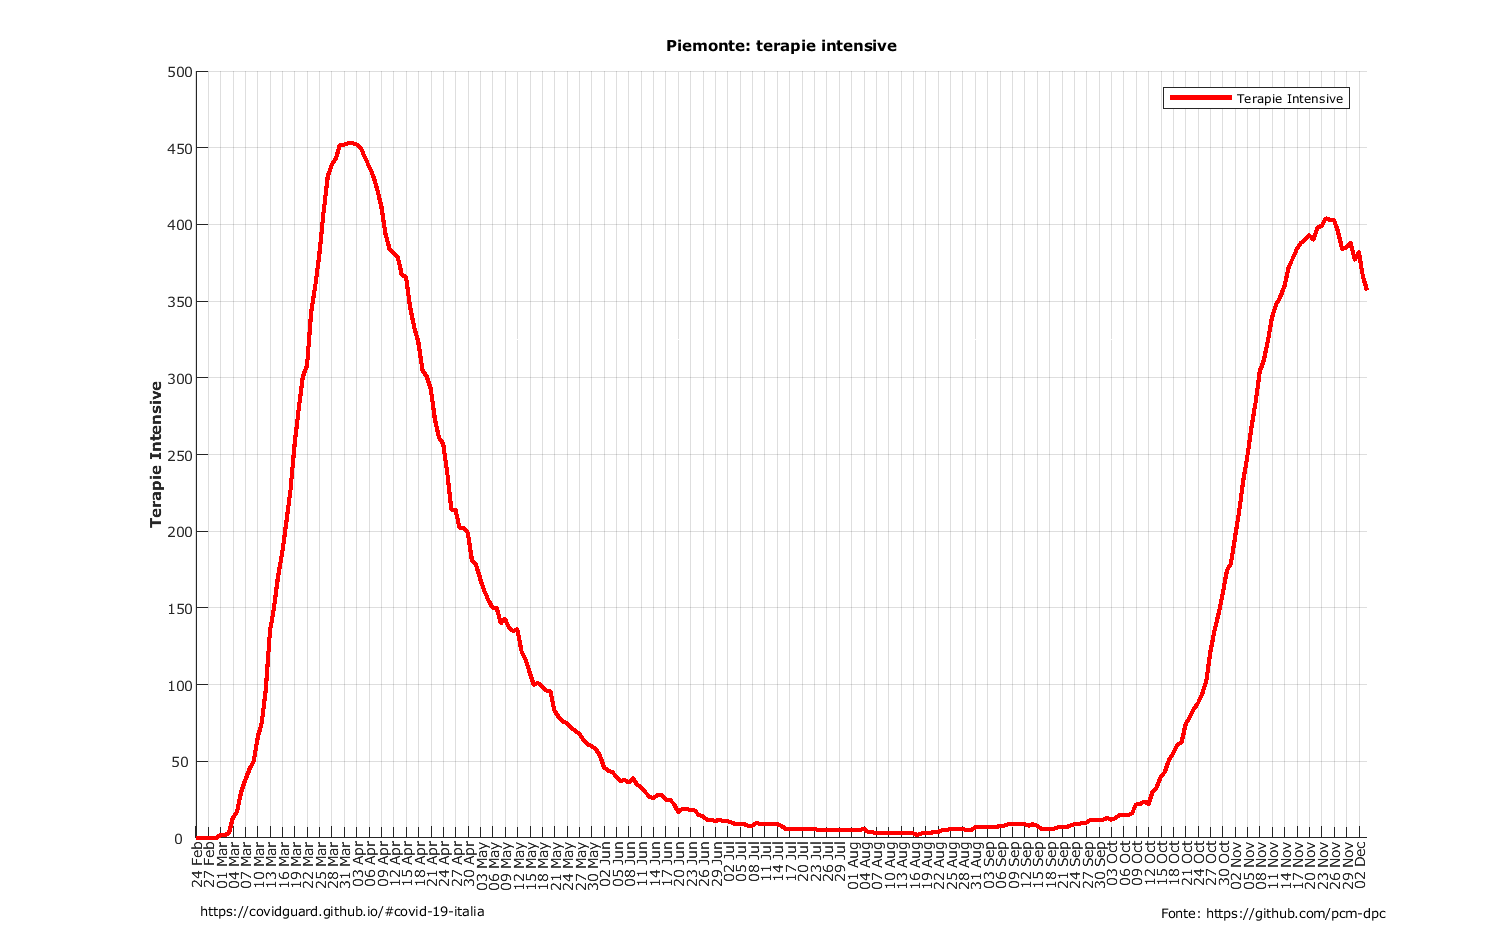 Piemonte: terapie intensive
Terapie Intensive
Terapie Intensive
500
450
400
350
300
250
200
150
100
50
0
24 Feb
27 Feb
01 Mar
04 Mar
07 Mar
10 Mar
13 Mar
16 Mar
19 Mar
22 Mar
25 Mar
28 Mar
31 Mar
03 Apr
06 Apr
09 Apr
12 Apr
15 Apr
18 Apr
21 Apr
24 Apr
27 Apr
30 Apr
03 May
06 May
09 May
12 May
15 May
18 May
21 May
24 May
27 May
30 May
02 Jun
05 Jun
08 Jun
11 Jun
14 Jun
17 Jun
20 Jun
23 Jun
26 Jun
29 Jun
02 Jul
05 Jul
08 Jul
11 Jul
14 Jul
17 Jul
20 Jul
23 Jul
26 Jul
29 Jul
01 Aug
04 Aug
07 Aug
10 Aug
13 Aug
16 Aug
19 Aug
22 Aug
25 Aug
28 Aug
31 Aug
03 Sep
06 Sep
09 Sep
12 Sep
15 Sep
18 Sep
21 Sep
24 Sep
27 Sep
30 Sep
03 Oct
06 Oct
09 Oct
12 Oct
15 Oct
18 Oct
21 Oct
24 Oct
27 Oct
30 Oct
02 Nov
05 Nov
08 Nov
11 Nov
14 Nov
17 Nov
20 Nov
23 Nov
26 Nov
29 Nov
02 Dec
https://covidguard.github.io/#covid-19-italia
Fonte: https://github.com/pcm-dpc